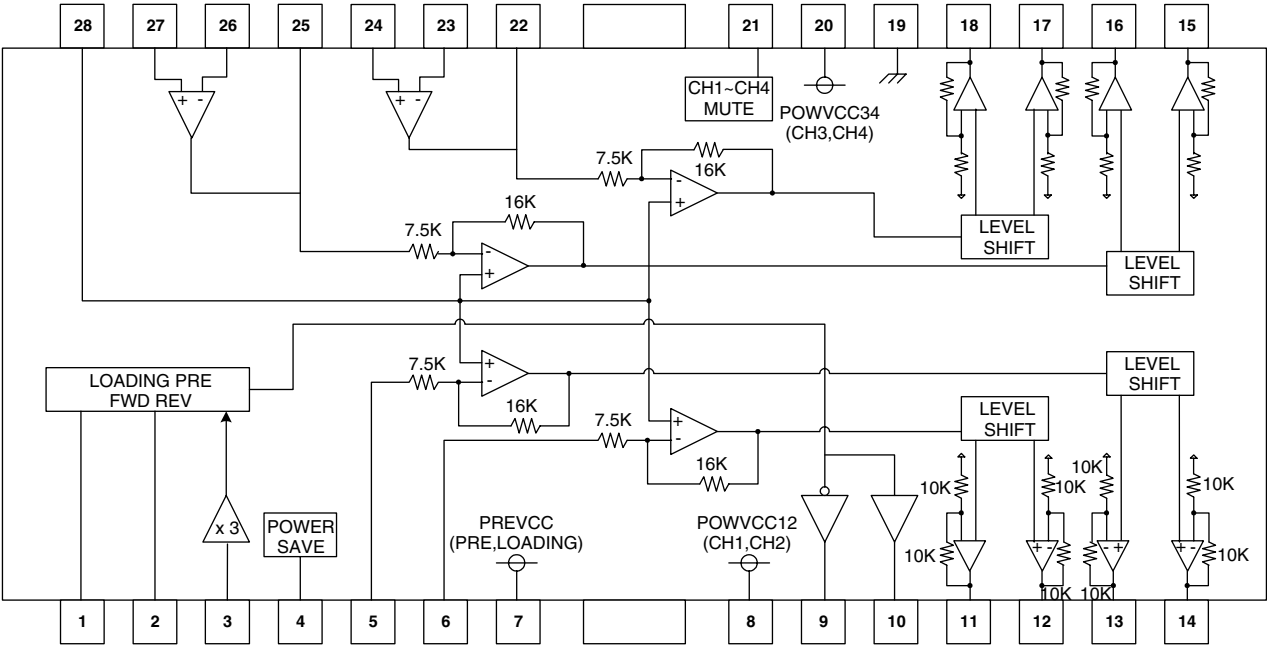 28
27
26
25
24
23
22
21
20
19
18
17
16
15
+ -
+ -
CH1~CH4
MUTE
POWVCC34
(CH3,CH4)
7.5K
16K
-
+
16K
7.5K
-
+
LEVEL
SHIFT
LEVEL
SHIFT
LOADING PRE
FWD REV
7.5K
+
-
16K
7.5K
+
-
16K
LEVEL
SHIFT
LEVEL
SHIFT
x 3
POWER
SAVE
PREVCC
(PRE,LOADING)
POWVCC12
(CH1,CH2)
10K
10K
10K
10K
10K
10K
+ -
- +
+ -
10K
10K
1
2
3
4
5
6
7
8
9
10
11
12
13
14